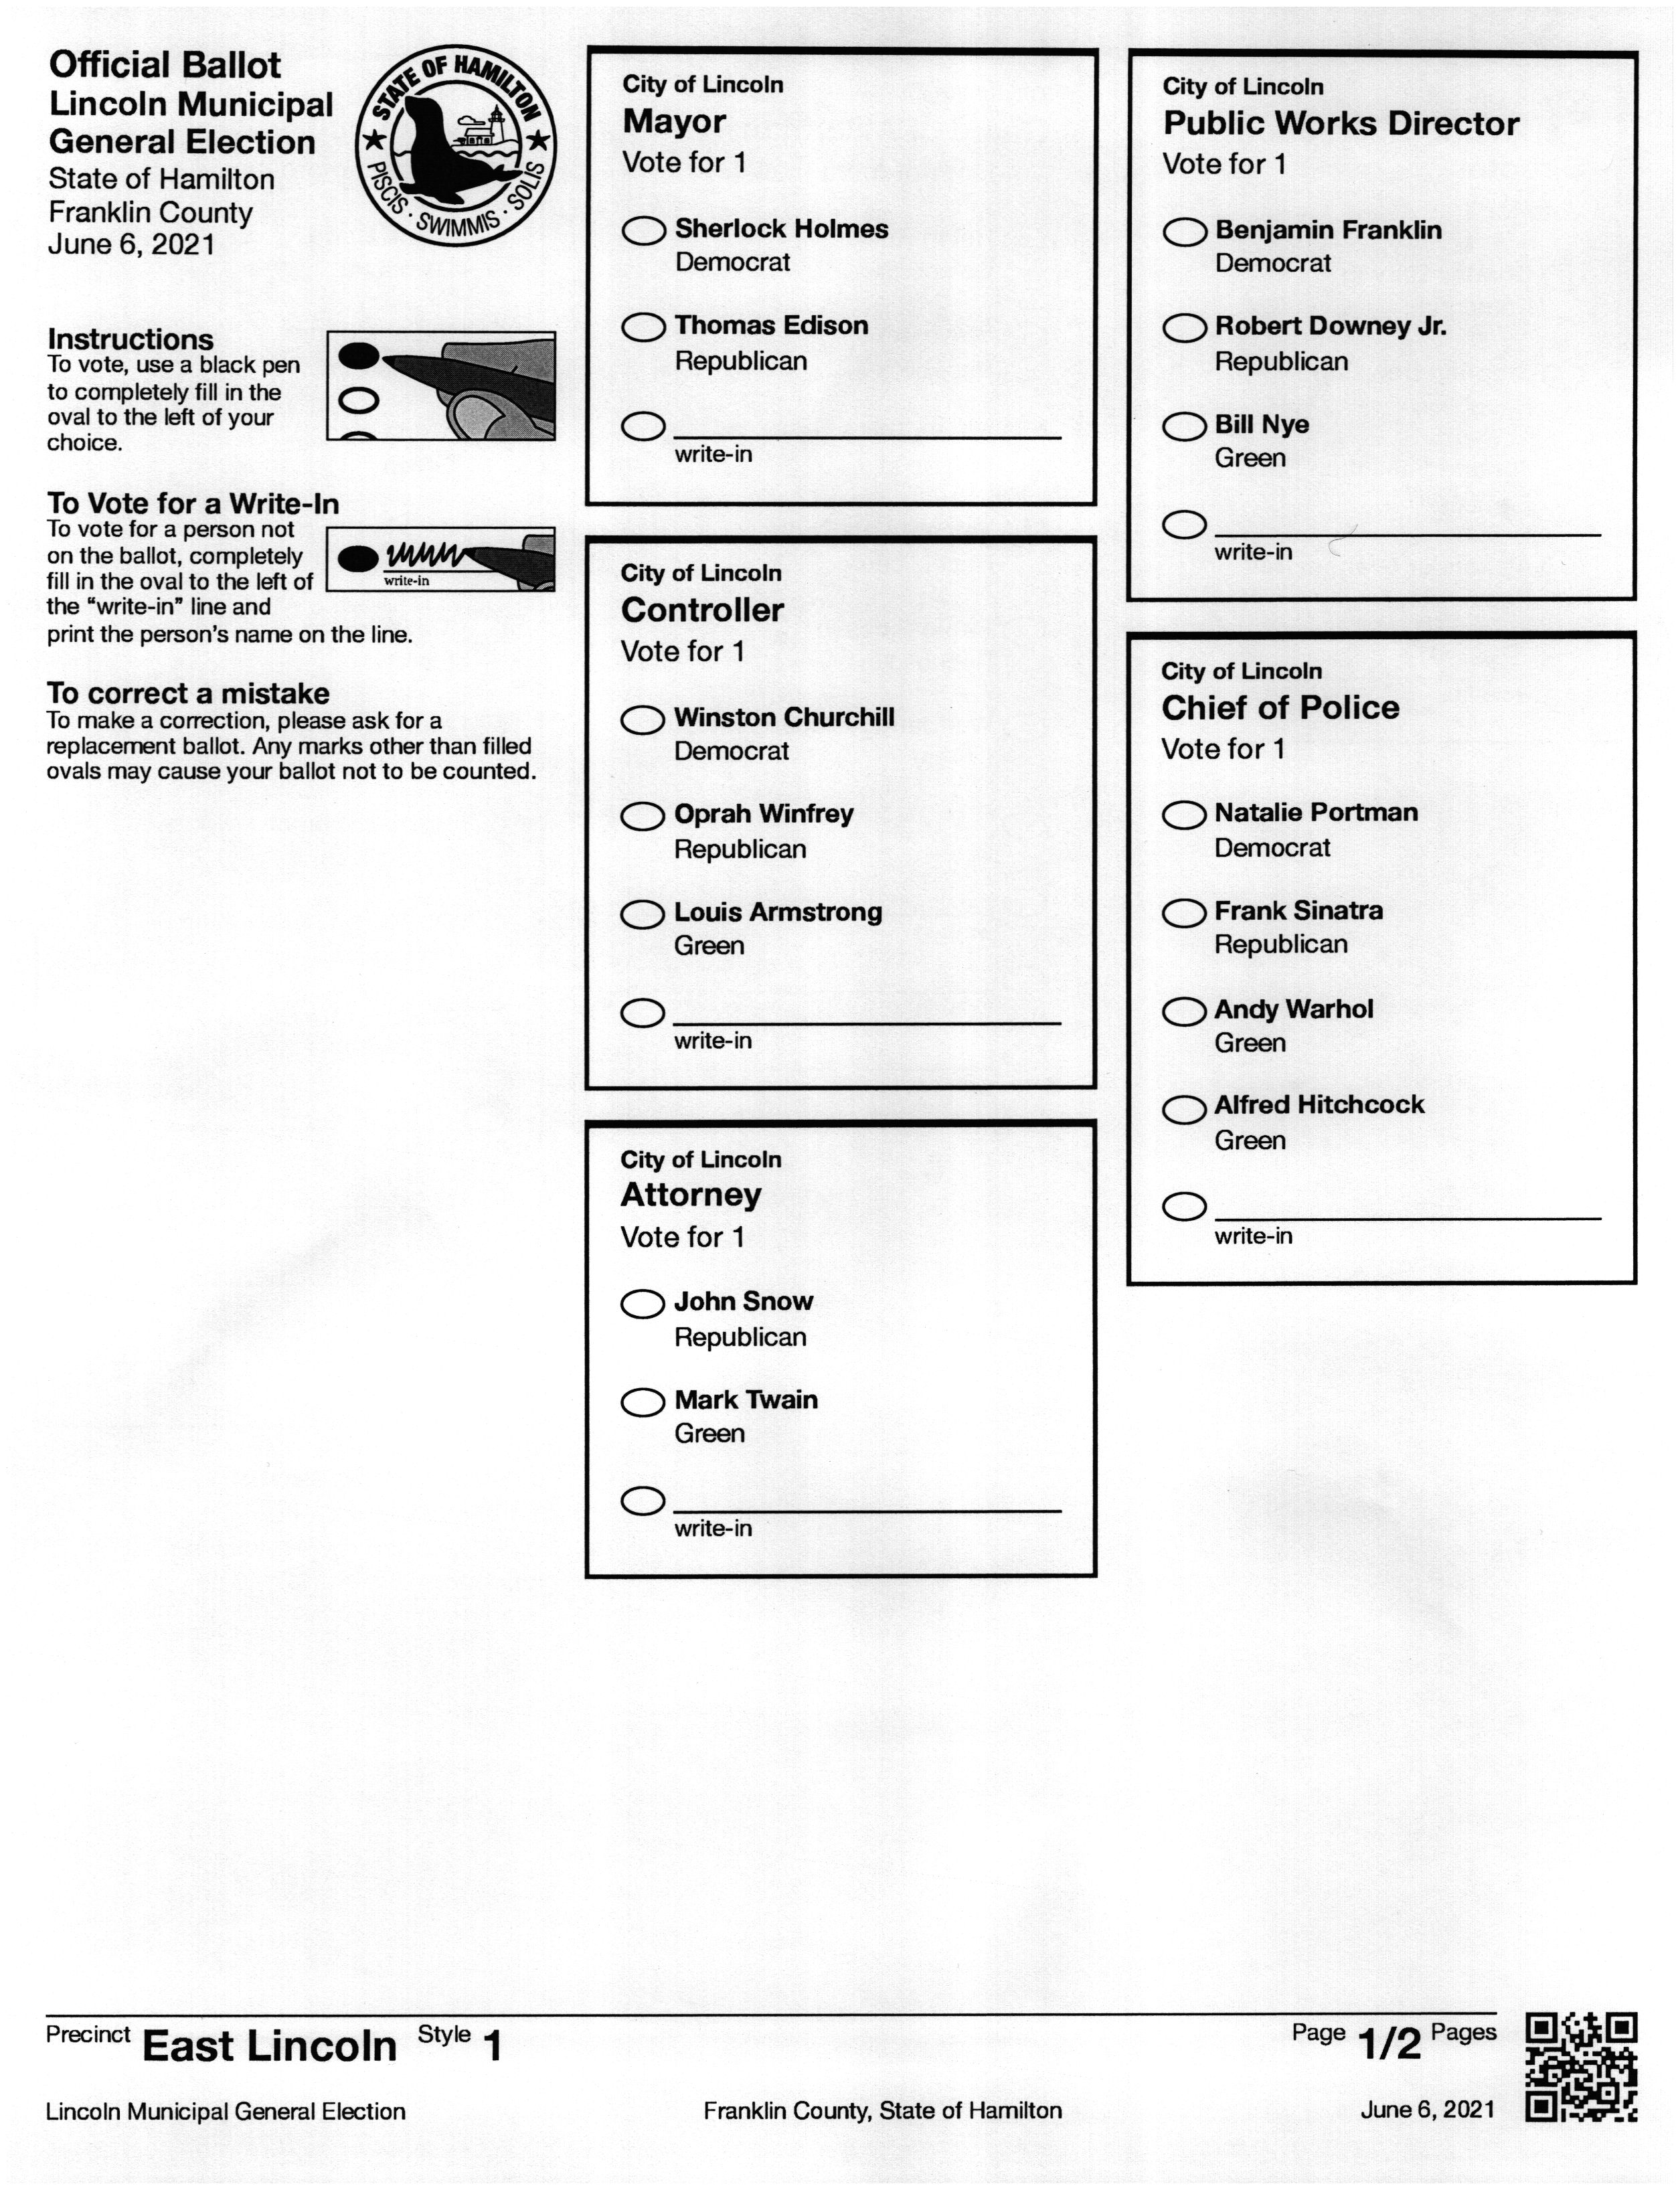 Official Ballot
Lincoln Municipal
General Election
State of Hamilton
Franklin County
June 6, 2021
STATE OF HAMILTON
PISCIS · SWIMMIS · SOLIS
Instructions
To vote, use a black pen
to completely fill in the
oval to the left of your
choice.
To Vote for a Write-In
To vote for a person not
on the ballot, completely
fill in the oval to the left of
the “write-in” line and
print the person’s name on the line.
write-in
To correct a mistake
To make a correction, please ask for a
replacement ballot. Any marks other than filled
ovals may cause your ballot not to be counted.
City of Lincoln
Mayor
Vote for 1
Sherlock Holmes
Democrat
Thomas Edison
Republican
write-in
City of Lincoln
Controller
Vote for 1
Winston Churchill
Democrat
Oprah Winfrey
Republican
Louis Armstrong
Green
write-in
City of Lincoln
Attorney
Vote for 1
John Snow
Republican
Mark Twain
Green
write-in
City of Lincoln
Public Works Director
Vote for 1
Benjamin Franklin
Democrat
Robert Downey Jr.
Republican
Bill Nye
Green
write-in
City of Lincoln
Chief of Police
Vote for 1
Natalie Portman
Democrat
Frank Sinatra
Republican
Andy Warhol
Green
Alfred Hitchcock
Green
write-in
Precinct East Lincoln Style 1
Page 1/2 Pages
Lincoln Municipal General Election
Franklin County, State of Hamilton
June 6, 2021